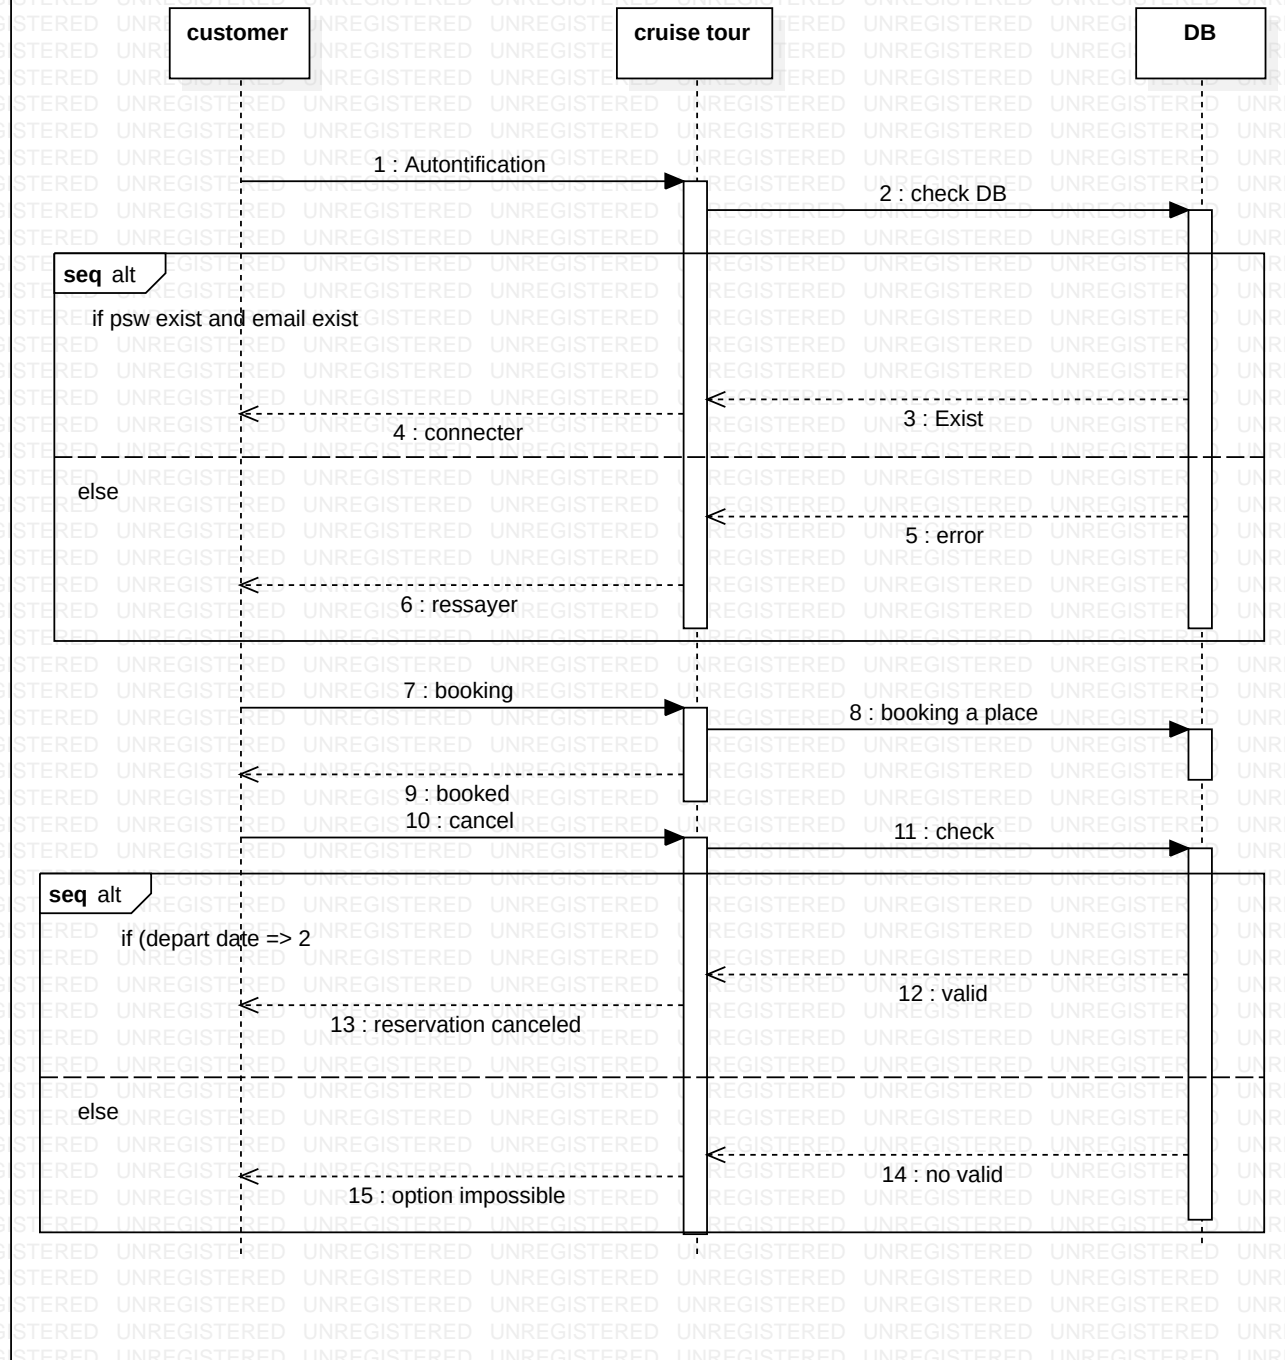 customer
cruise tour
DB
1 : Autontification
2 : check DB
seq alt
if psw exist and email exist
3 : Exist
4 : connecter
else
5 : error
6 : ressayer
7 : booking
8 : booking a place
9 : booked
10 : cancel
11 : check
seq alt
if (depart date => 2
12 : valid
13 : reservation canceled
else
14 : no valid
15 : option impossible
UNREGISTERED